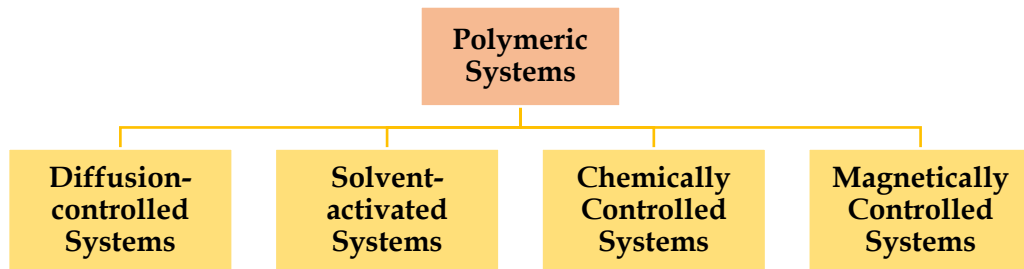 Polymeric
Systems
Diffusion-
controlled
Systems
Solvent-
activated
Systems
Chemically
Controlled
Systems
Magnetically
Controlled
Systems